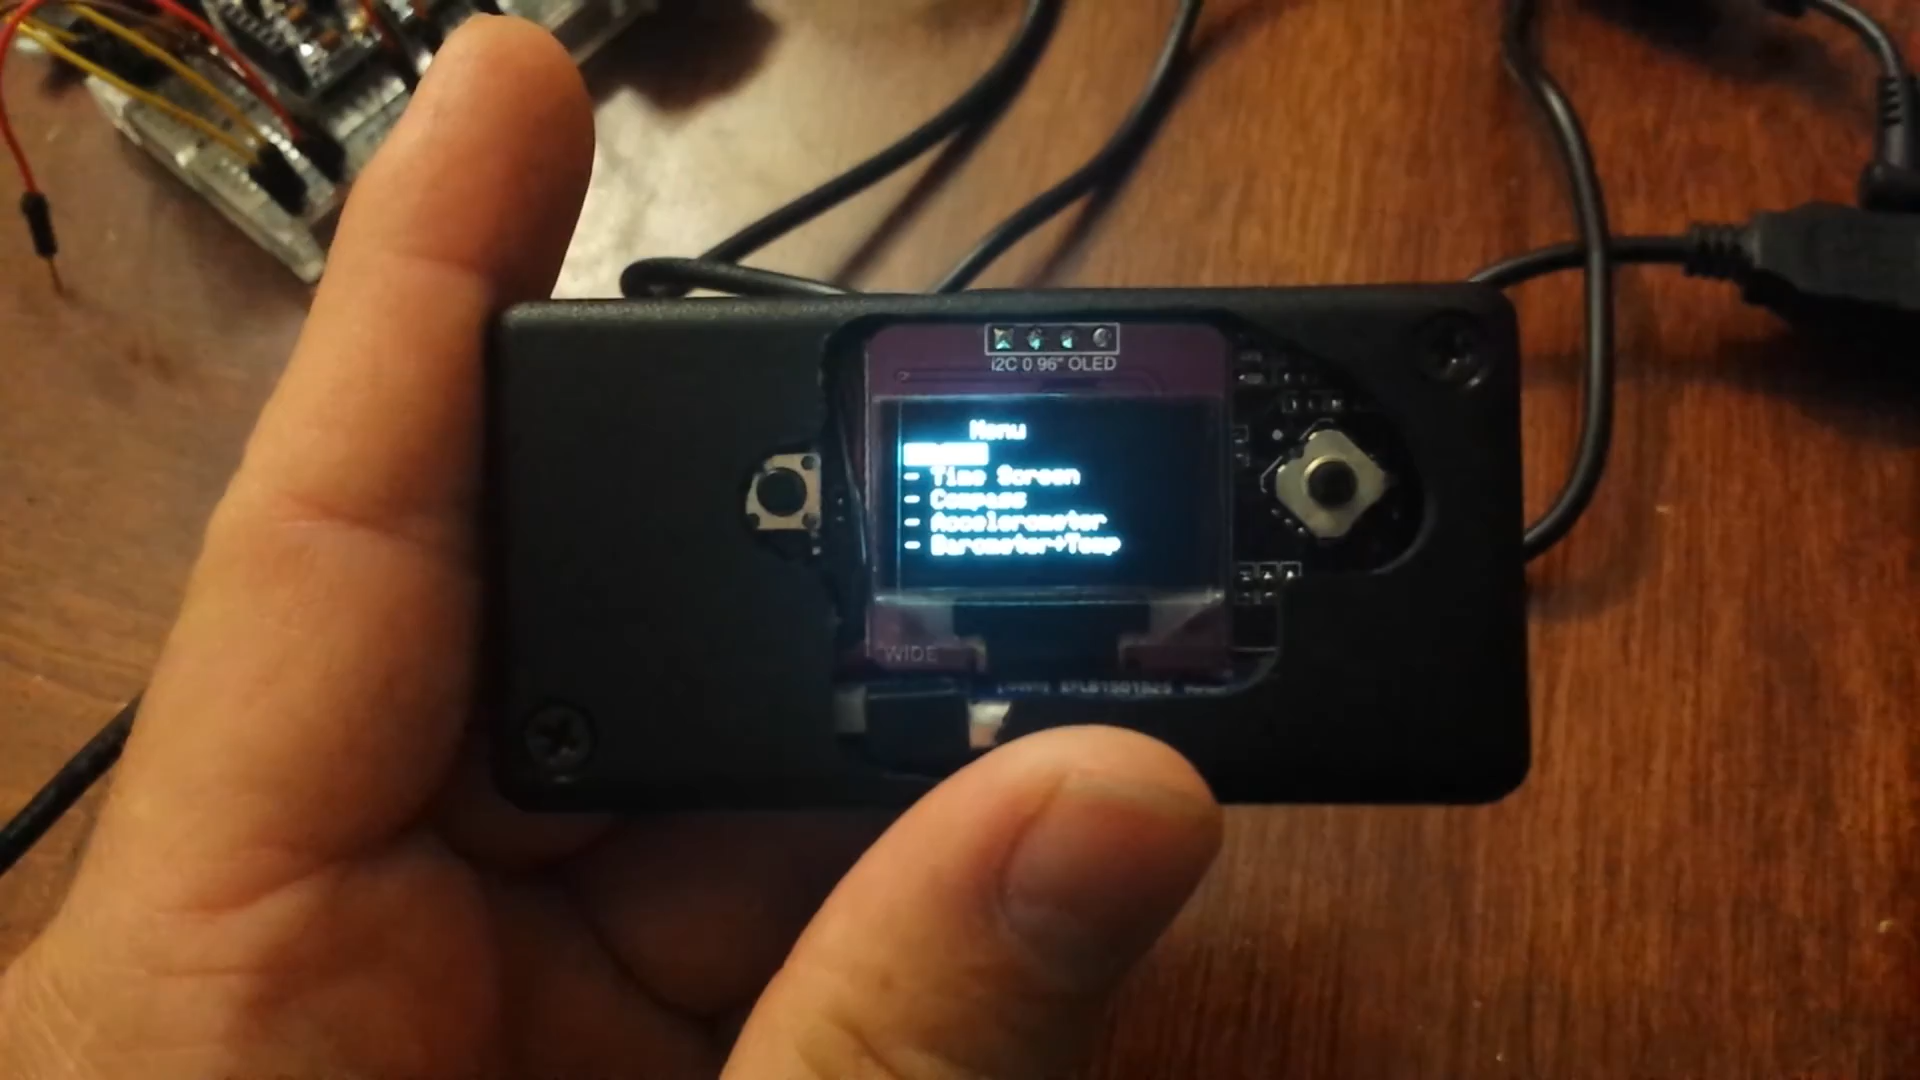 I2C 0.96" OLED
Menu
- Time Screen
- Compass
- Accelerometer
- Barometer+Temp
WIDE